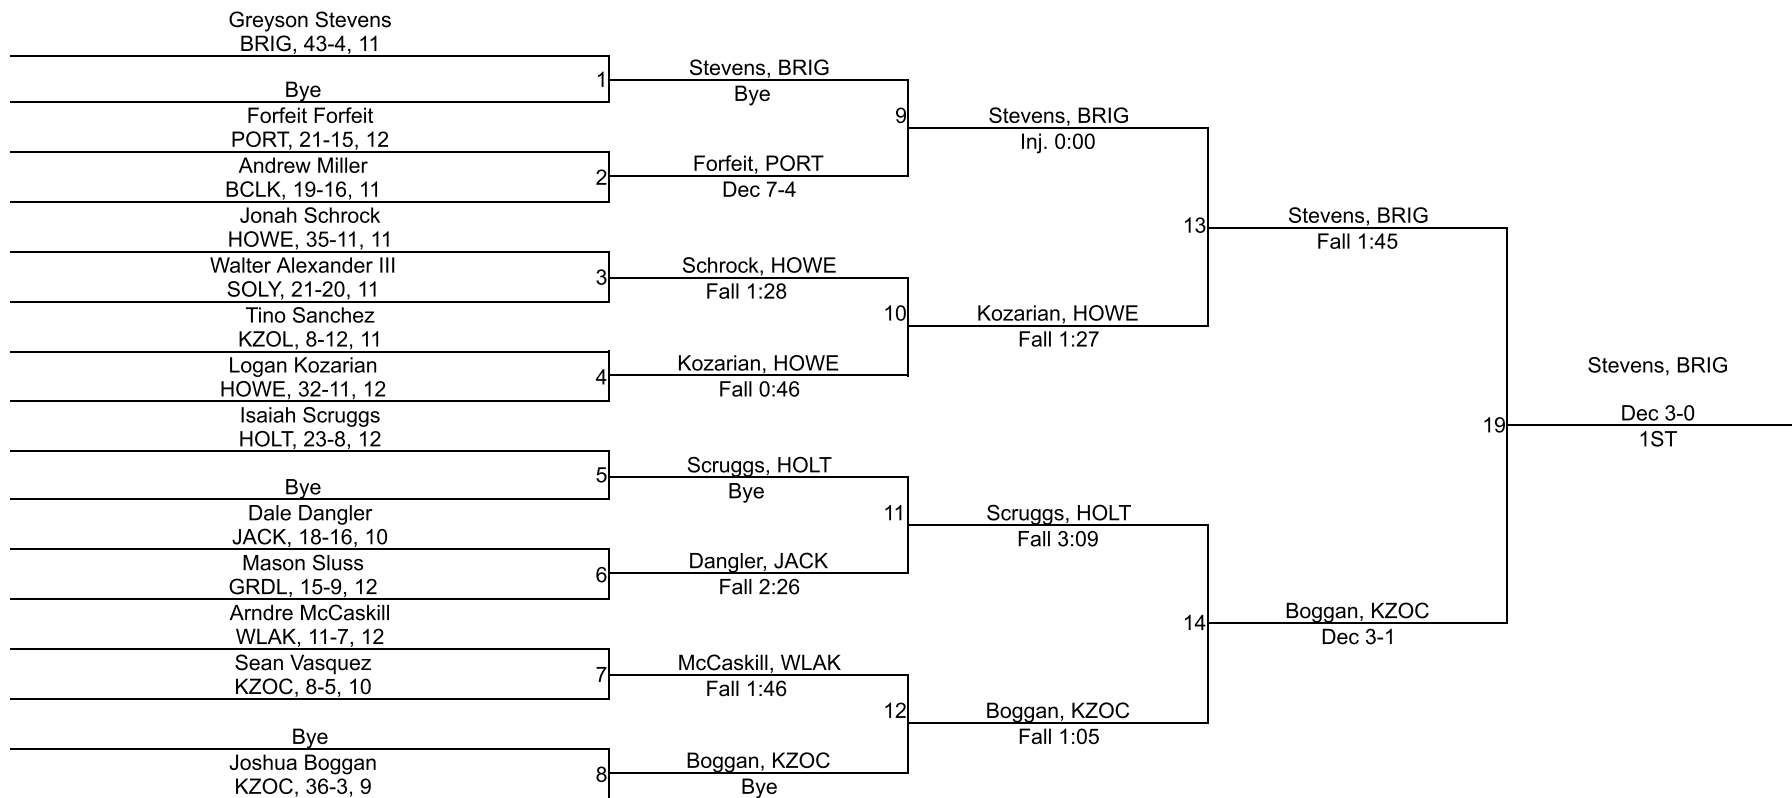 Greyson Stevens
BRIG, 43-4, 11
Bye
Forfeit Forfeit
PORT, 21-15, 12
Andrew Miller
BCLK, 19-16, 11
Jonah Schrock
HOWE, 35-11, 11
Walter Alexander III
SOLY, 21-20, 11
Tino Sanchez
KZOL, 8-12, 11
Logan Kozarian
HOWE, 32-11, 12
Isaiah Scruggs
HOLT, 23-8, 12
Bye
Dale Dangler
JACK, 18-16, 10
Mason Sluss
GRDL, 15-9, 12
Arndre McCaskill
WLAK, 11-7, 12
Sean Vasquez
KZOC, 8-5, 10
Bye
Joshua Boggan
KZOC, 36-3, 9
1
2
3
4
5
6
7
8
Stevens, BRIG
Bye
Forfeit, PORT
Dec 7-4
Schrock, HOWE
Fall 1:28
Kozarian, HOWE
Fall 0:46
Scruggs, HOLT
Bye
Dangler, JACK
Fall 2:26
McCaskill, WLAK
Fall 1:46
Boggan, KZOC
Bye
9
10
11
12
Stevens, BRIG
Inj. 0:00
Kozarian, HOWE
Fall 1:27
Scruggs, HOLT
Fall 3:09
Boggan, KZOC
Fall 1:05
13
14
Stevens, BRIG
Fall 1:45
Boggan, KZOC
Dec 3-1
19
Stevens, BRIG
Dec 3-0
1ST